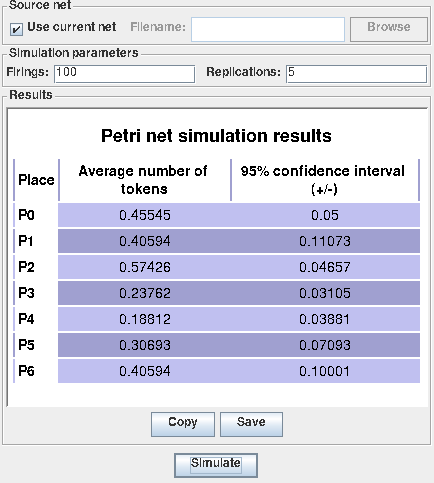 Source net
Use current net Filename: Browse
Simulation parameters
Firings: 100 Replications: 5
Results
Petri net simulation results
Place Average number of tokens 95% confidence interval (+/-)
P0 0.45545 0.05
P1 0.40594 0.11073
P2 0.57426 0.04657
P3 0.23762 0.03105
P4 0.18812 0.03881
P5 0.30693 0.07093
P6 0.40594 0.10001
Copy Save
Simulate